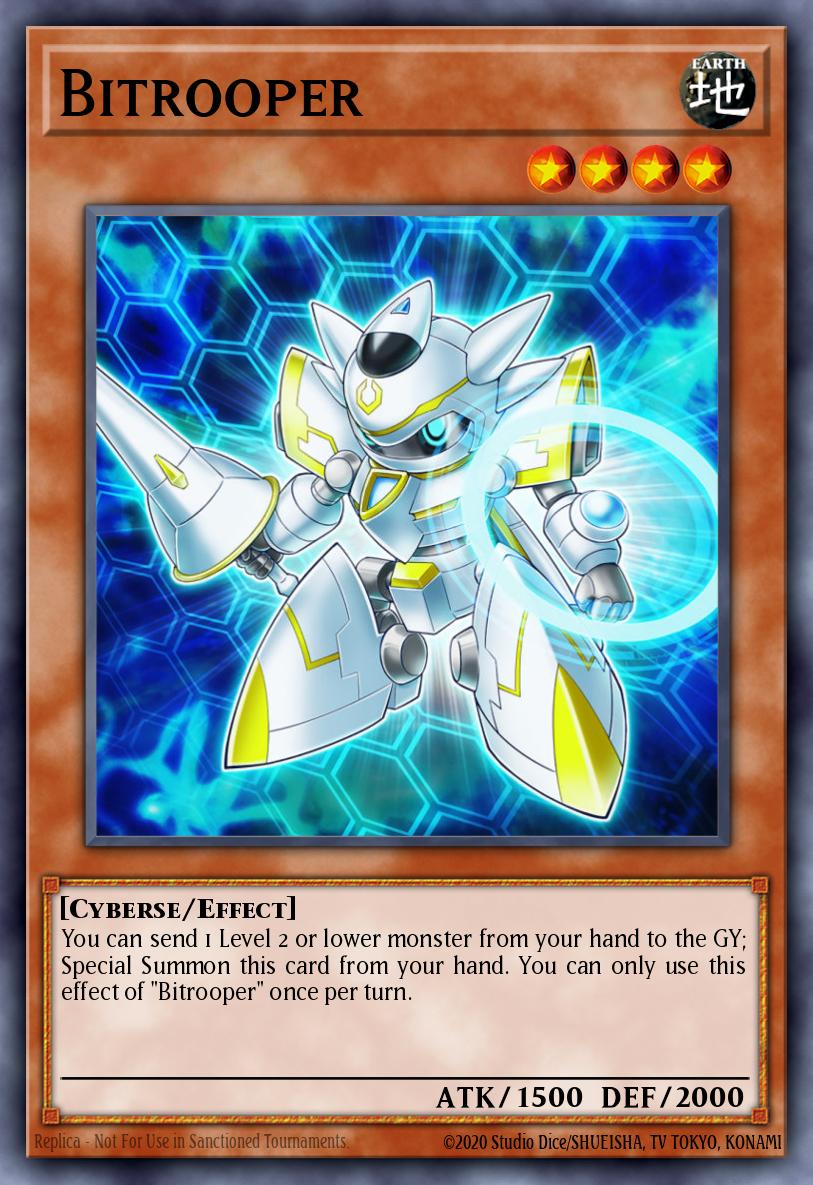 Bitrooper
EARTH
地
[Cyberse/Effect]
You can send 1 Level 2 or lower monster from your hand to the GY;
Special Summon this card from your hand. You can only use this
effect of "Bitrooper" once per turn.
ATK/1500 DEF/2000
Replica - Not For Use in Sanctioned Tournaments.
©2020 Studio Dice/SHUEISHA, TV TOKYO, KONAMI